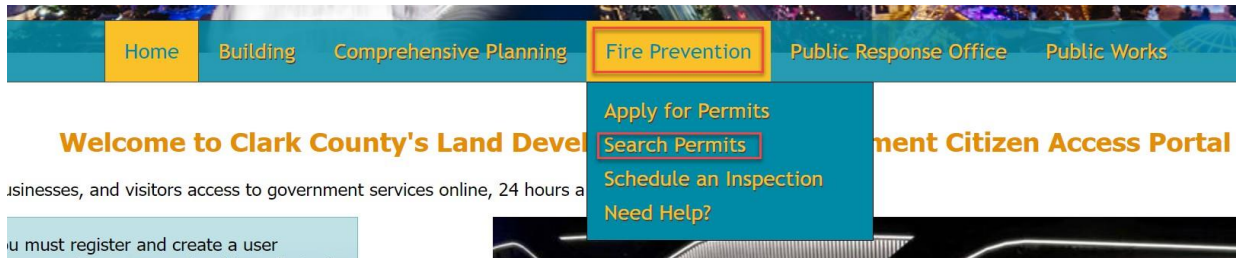 Home Building Comprehensive Planning Fire Prevention Public Response Office Public Works
Apply for Permits
Welcome to Clark County's Land Devel Search Permits ment Citizen Access Portal
Schedule an Inspection
usinesses, and visitors access to government services online, 24 hours a
Need Help?
u must register and create a user